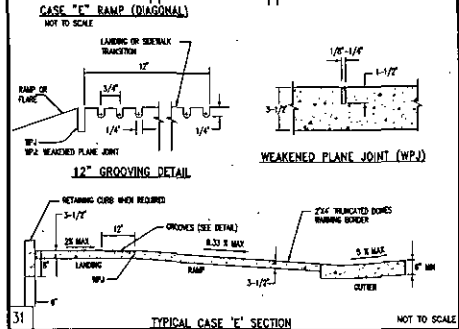 CASE "E" RAMP (DIAGONAL)
NOT TO SCALE
LANDING OR SIDEWALK
TRANSITION
12"
3/4"
RAMP OR
FLARE
1/4"
1/4"
WPJ
WPJ: WEAKENED PLANE JOINT
12" GROOVING DETAIL
1/8"-1/4"
1-1/2"
3-1/2"
WEAKENED PLANE JOINT (WPJ)
RETAINING CURB WHEN REQUIRED
3-1/2"
12"
GROOVES (SEE DETAIL)
2'X4' TRUNCATED DOMES
WARNING BORDER
2% MAX
8.33 % MAX
5 % MAX
8"
LANDING
WPJ
RAMP
3-1/2"
GUTTER
6" MIN
6"
31
TYPICAL CASE 'E' SECTION
NOT TO SCALE